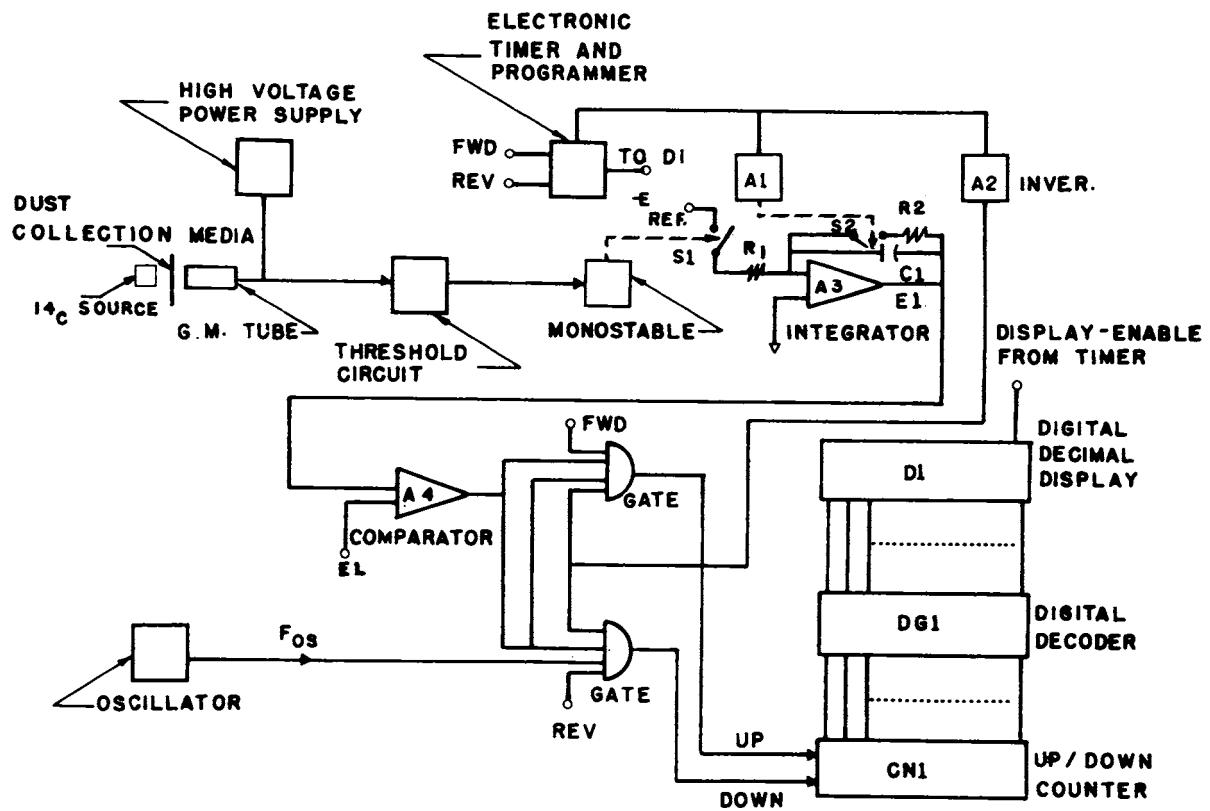 ELECTRONIC
TIMER AND
PROGRAMMER
HIGH VOLTAGE
POWER SUPPLY
FWD
REV
TO D1
A1
A2
INVER.
-E
REF.
S1
R1
S2
R2
C1
E1
A3
INTEGRATOR
DUST
COLLECTION MEDIA
14C SOURCE
G.M. TUBE
THRESHOLD
CIRCUIT
MONOSTABLE
DISPLAY-ENABLE
FROM TIMER
FWD
GATE
A4
COMPARATOR
E1
D1
DIGITAL
DECIMAL
DISPLAY
DG1
DIGITAL
DECODER
FOS
OSCILLATOR
GATE
REV
UP
DOWN
CN1
UP/DOWN
COUNTER